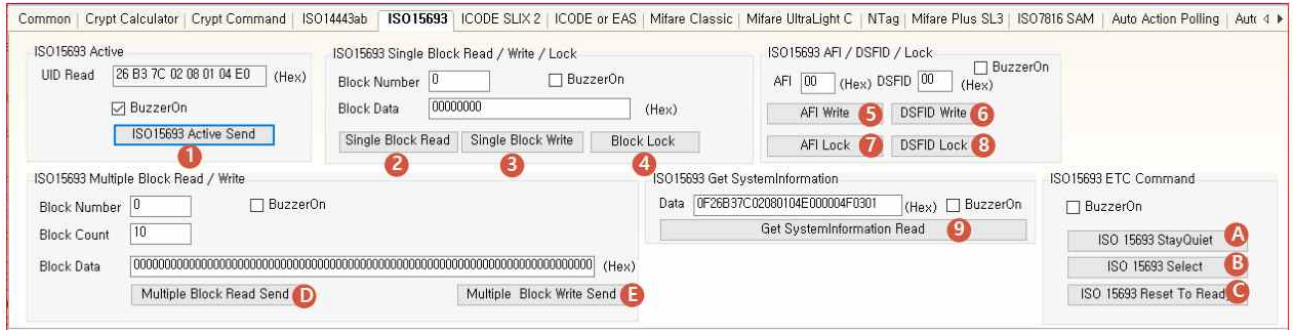 Common Crypt Calculator Crypt Command ISO14443ab ISO15693 ICODE SLIX 2 ICODE or EAS Mifare Classic Mifare UltraLight C NTag Mifare Plus SL3 ISO7816 SAM Auto Action Polling
ISO15693 Active
UID Read 26 B3 7C 02 08 01 04 E0 (Hex)
BuzzerOn
ISO15693 Active Send
1
ISO15693 Single Block Read / Write / Lock
Block Number 0 BuzzerOn
Block Data 00000000 (Hex)
Single Block Read Single Block Write Block Lock
2 3 4
ISO15693 AFI / DSFID / Lock
BuzzerOn
AFI 00 (Hex) DSFID 00 (Hex)
AFI Write 5 DSFID Write 6
AFI Lock 7 DSFID Lock 8
ISO15693 Multiple Block Read / Write
Block Number 0 BuzzerOn
Block Count 10
Block Data (Hex)
Multiple Block Read Send D Multiple Block Write Send E
ISO15693 Get SystemInformation
Data 0F26B37C02080104E000004F0301 (Hex) BuzzerOn
Get SystemInformation Read 9
ISO15693 ETC Command
BuzzerOn
ISO 15693 StayQuiet A
ISO 15693 Select B
ISO 15693 Reset To Ready C